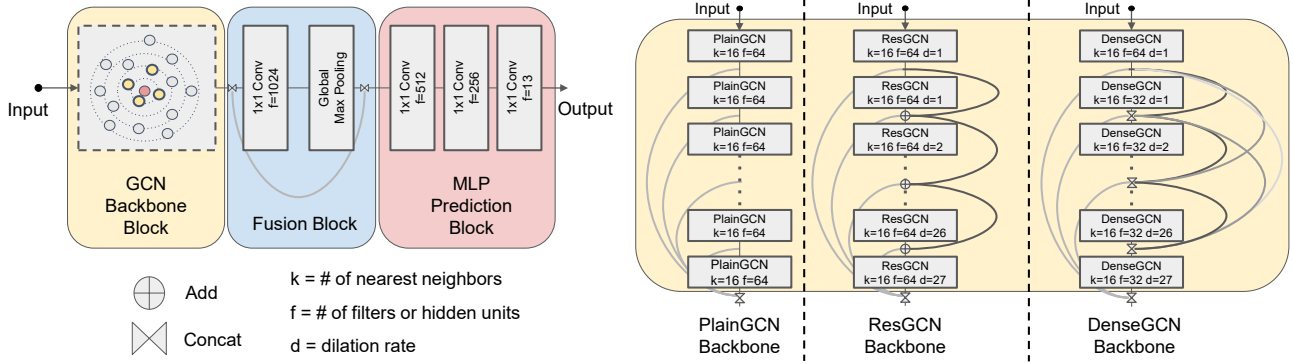 Input
1x1 Conv
f=1024
Global
Max Pooling
1x1 Conv
f=512
1x1 Conv
f=256
1x1 Conv
f=13
Output
GCN
Backbone
Block
Fusion Block
MLP
Prediction
Block
Add
Concat
k = # of nearest neighbors
f = # of filters or hidden units
d = dilation rate
Input
PlainGCN
k=16 f=64
PlainGCN
k=16 f=64
PlainGCN
k=16 f=64
PlainGCN
k=16 f=64
PlainGCN
k=16 f=64
PlainGCN
Backbone
Input
ResGCN
k=16 f=64 d=1
ResGCN
k=16 f=64 d=1
ResGCN
k=16 f=64 d=2
ResGCN
k=16 f=64 d=26
ResGCN
k=16 f=64 d=27
ResGCN
Backbone
Input
DenseGCN
k=16 f=64 d=1
DenseGCN
k=16 f=32 d=1
DenseGCN
k=16 f=32 d=2
DenseGCN
k=16 f=32 d=26
DenseGCN
k=16 f=32 d=27
DenseGCN
Backbone